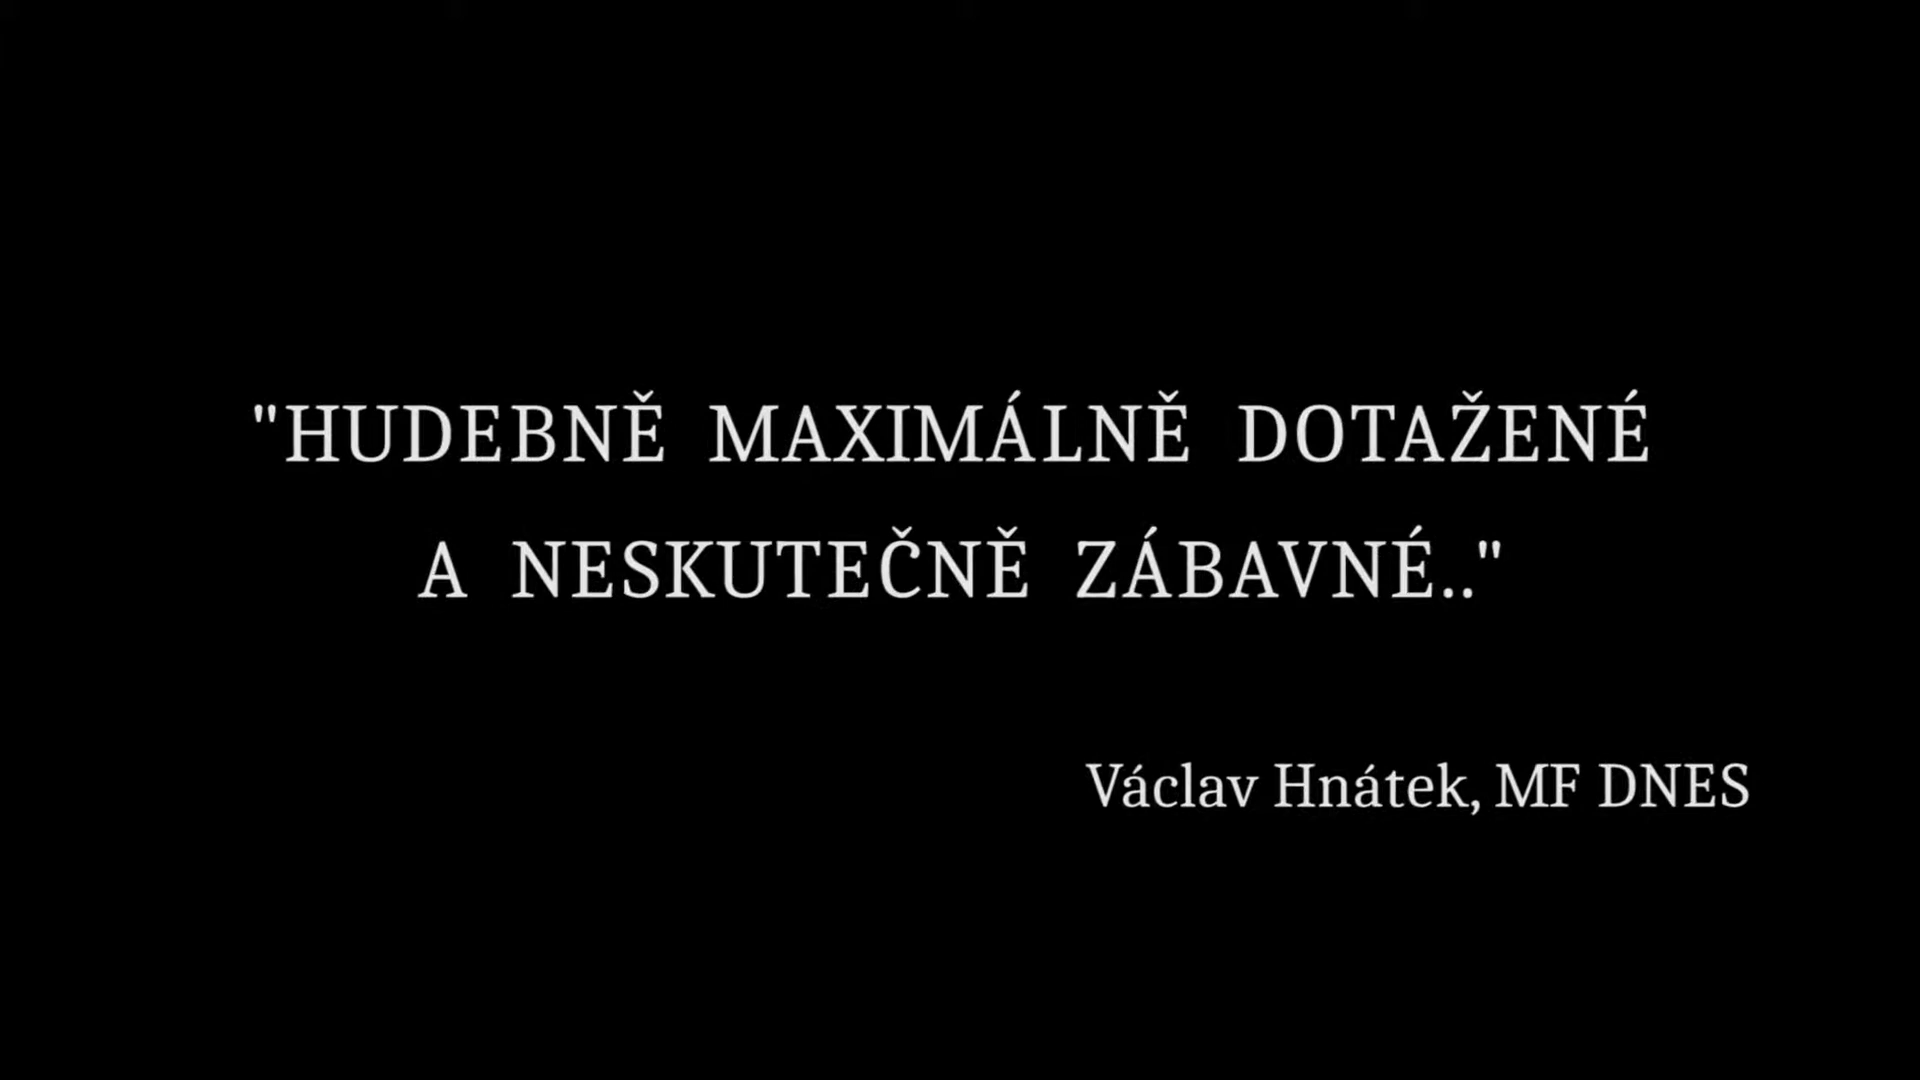 "HUDEBNĚ MAXIMÁLNĚ DOTAŽENÉ
A NESKUTEČNĚ ZÁBAVNÉ.."
Václav Hnátek, MF DNES